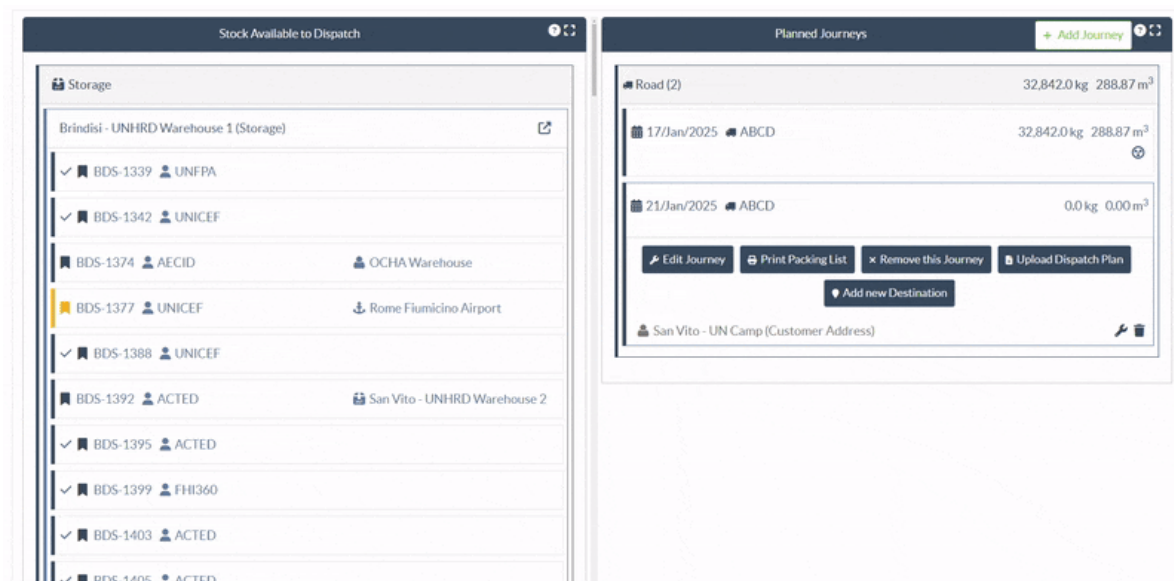 Stock Available to Dispatch
Storage
Brindisi - UNHRD Warehouse 1 (Storage)
BDS-1339 UNFPA
BDS-1342 UNICEF
BDS-1374 AECID OCHA Warehouse
BDS-1377 UNICEF Rome Fiumicino Airport
BDS-1388 UNICEF
BDS-1392 ACTED San Vito - UNHRD Warehouse 2
BDS-1395 ACTED
BDS-1399 FHI360
BDS-1403 ACTED
BDS-1405 ACTED
Planned Journeys
+ Add Journey
Road (2) 32,842.0 kg 288.87 m³
17/Jan/2025 ABCD 32,842.0 kg 288.87 m³
21/Jan/2025 ABCD 0.0 kg 0.00 m³
Edit Journey Print Packing List × Remove this Journey Upload Dispatch Plan
Add new Destination
San Vito - UN Camp (Customer Address)